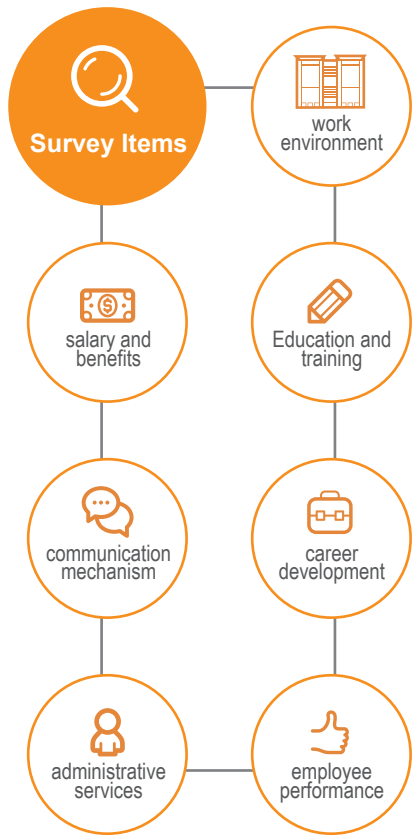 Survey Items
work
environment
salary and
benefits
Education and
training
communication
mechanism
career
development
administrative
services
employee
performance